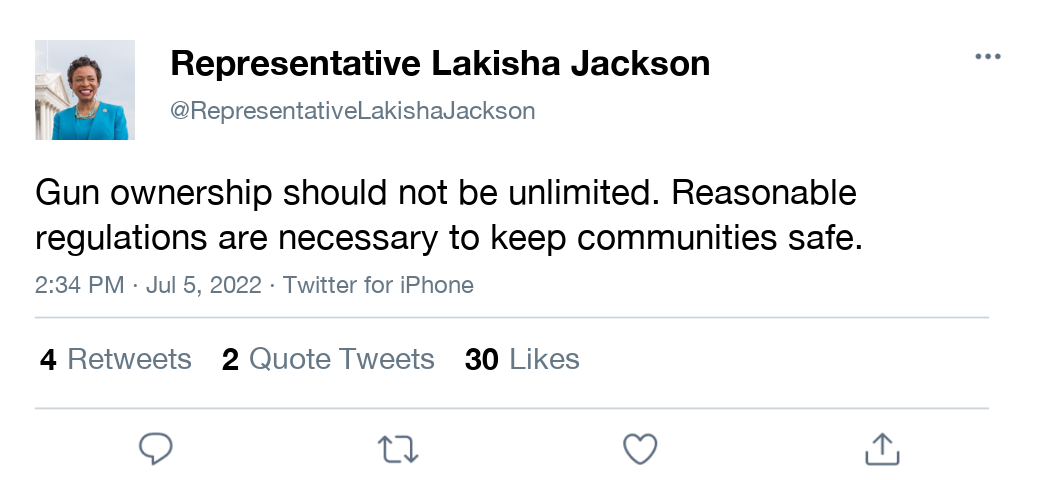 Representative Lakisha Jackson
@RepresentativeLakishaJackson
Gun ownership should not be unlimited. Reasonable
regulations are necessary to keep communities safe.
2:34 PM · Jul 5, 2022 · Twitter for iPhone
4 Retweets 2 Quote Tweets 30 Likes